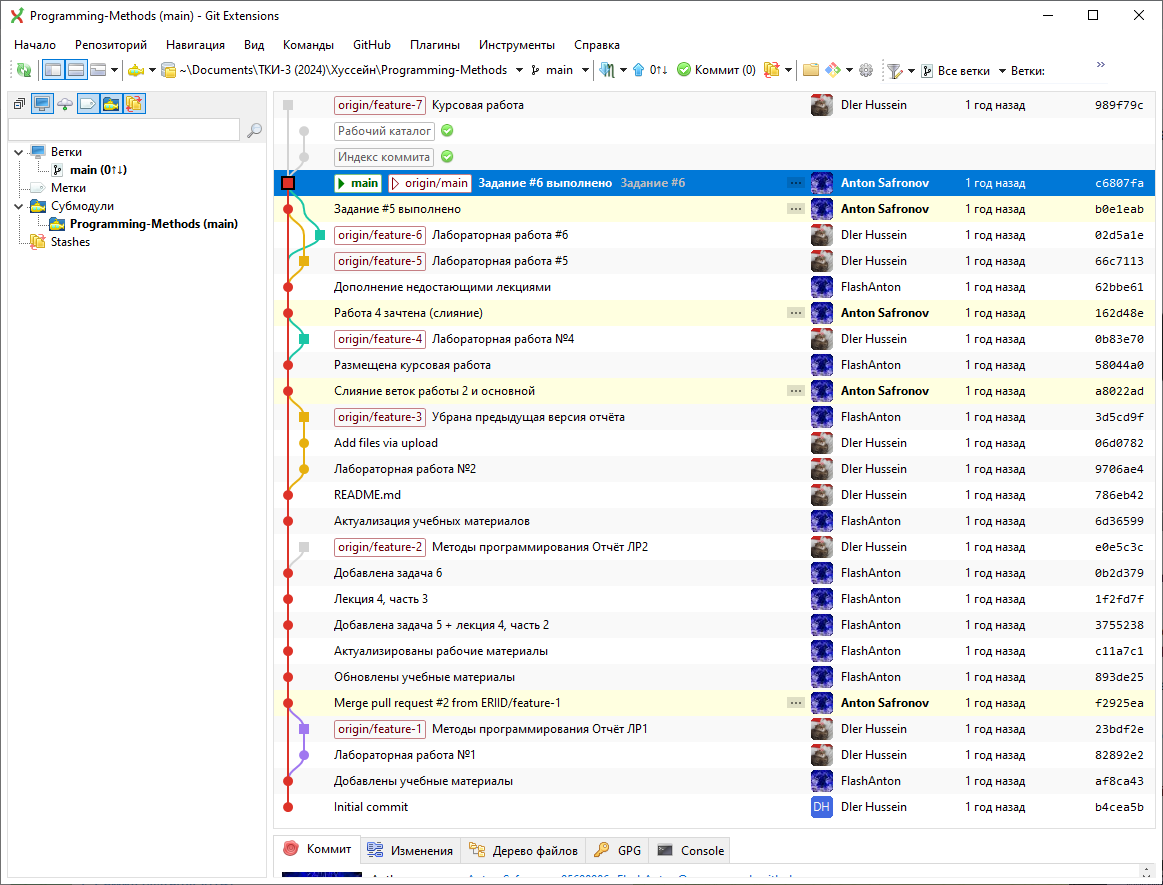 Programming-Methods (main) - Git Extensions
Начало Репозиторий Навигация Вид Команды GitHub Плагины Инструменты Справка
~\Documents\ТКИ-3 (2024)\Хуссейн\Programming-Methods main 0↑↓ Коммит (0) Все ветки Ветки: »
Ветки
main (0↑↓)
Метки
Субмодули
Programming-Methods (main)
Stashes
origin/feature-7 Курсовая работа Dler Hussein 1 год назад 989f79c
Рабочий каталог
Индекс коммита
main origin/main Задание #6 выполнено Задание #6 ... Anton Safronov 1 год назад c6807fa
Задание #5 выполнено ... Anton Safronov 1 год назад b0e1eab
origin/feature-6 Лабораторная работа #6 Dler Hussein 1 год назад 02d5a1e
origin/feature-5 Лабораторная работа #5 Dler Hussein 1 год назад 66c7113
Дополнение недостающими лекциями FlashAnton 1 год назад 62bbe61
Работа 4 зачтена (слияние) ... Anton Safronov 1 год назад 162d48e
origin/feature-4 Лабораторная работа №4 Dler Hussein 1 год назад 0b83e70
Размещена курсовая работа FlashAnton 1 год назад 58044a0
Слияние веток работы 2 и основной ... Anton Safronov 1 год назад a8022ad
origin/feature-3 Убрана предыдущая версия отчёта FlashAnton 1 год назад 3d5cd9f
Add files via upload Dler Hussein 1 год назад 06d0782
Лабораторная работа №2 Dler Hussein 1 год назад 9706ae4
README.md Dler Hussein 1 год назад 786eb42
Актуализация учебных материалов FlashAnton 1 год назад 6d36599
origin/feature-2 Методы программирования Отчёт ЛР2 Dler Hussein 1 год назад e0e5c3c
Добавлена задача 6 FlashAnton 1 год назад 0b2d379
Лекция 4, часть 3 FlashAnton 1 год назад 1f2fd7f
Добавлена задача 5 + лекция 4, часть 2 FlashAnton 1 год назад 3755238
Актуализированы рабочие материалы FlashAnton 1 год назад c11a7c1
Обновлены учебные материалы FlashAnton 1 год назад 893de25
Merge pull request #2 from ERIID/feature-1 ... Anton Safronov 1 год назад f2925ea
origin/feature-1 Методы программирования Отчёт ЛР1 Dler Hussein 1 год назад 23bdf2e
Лабораторная работа №1 Dler Hussein 1 год назад 82892e2
Добавлены учебные материалы FlashAnton 1 год назад af8ca43
Initial commit DH Dler Hussein 1 год назад b4cea5b
Коммит Изменения Дерево файлов GPG Console